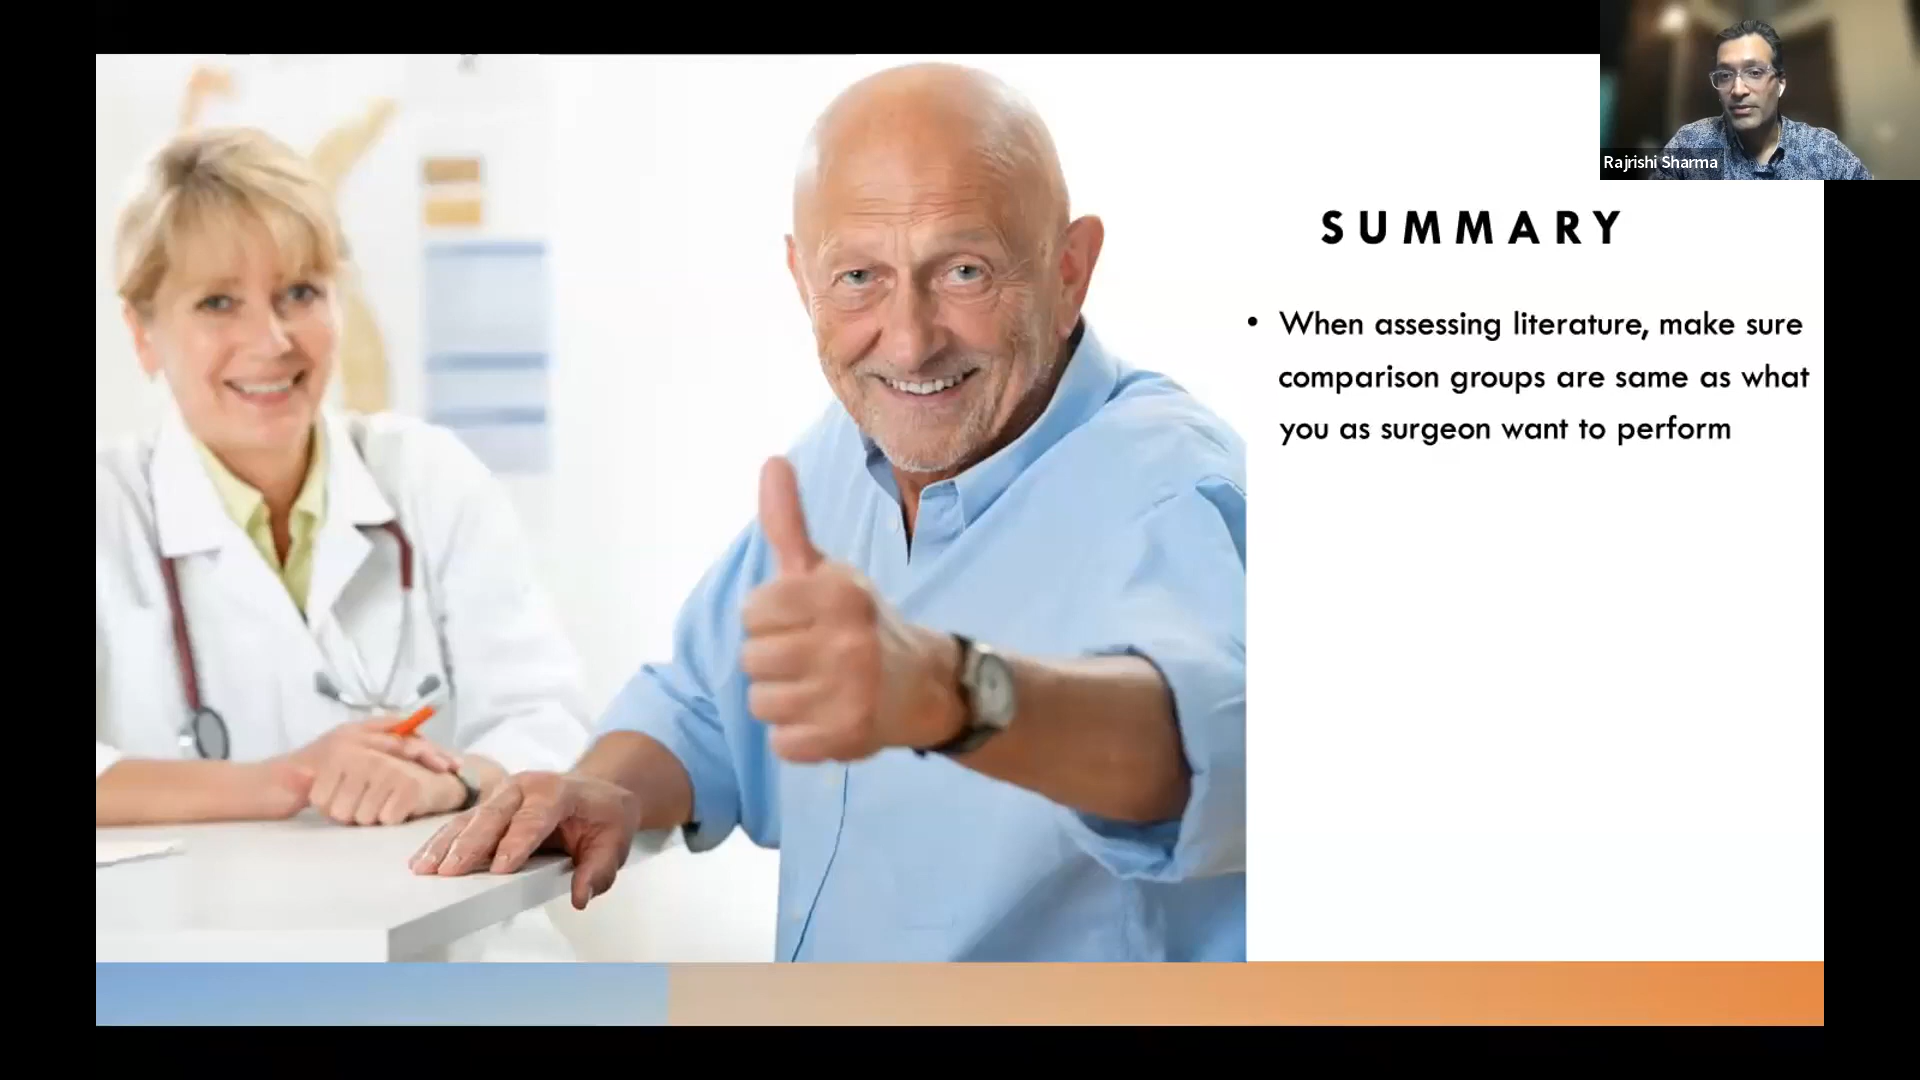 Rajrishi Sharma
SUMMARY
• When assessing literature, make sure
comparison groups are same as what
you as surgeon want to perform